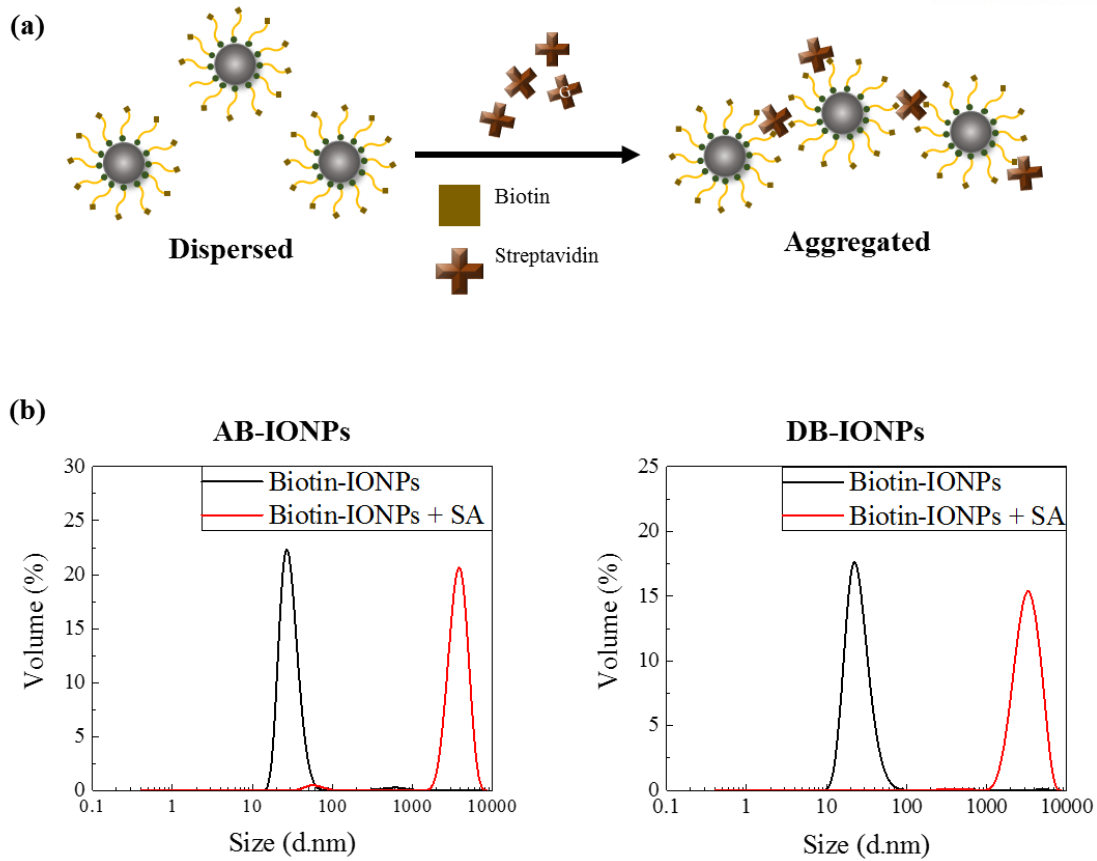 (a)
G
Biotin
Streptavidin
Dispersed
Aggregated
(b)
AB-IONPs
30
25
20
15
10
5
0
Volume (%)
Biotin-IONPs
Biotin-IONPs + SA
0.1 1 10 100 1000 10000
Size (d.nm)
DB-IONPs
25
20
15
10
5
0
Volume (%)
Biotin-IONPs
Biotin-IONPs + SA
0.1 1 10 100 1000 10000
Size (d.nm)